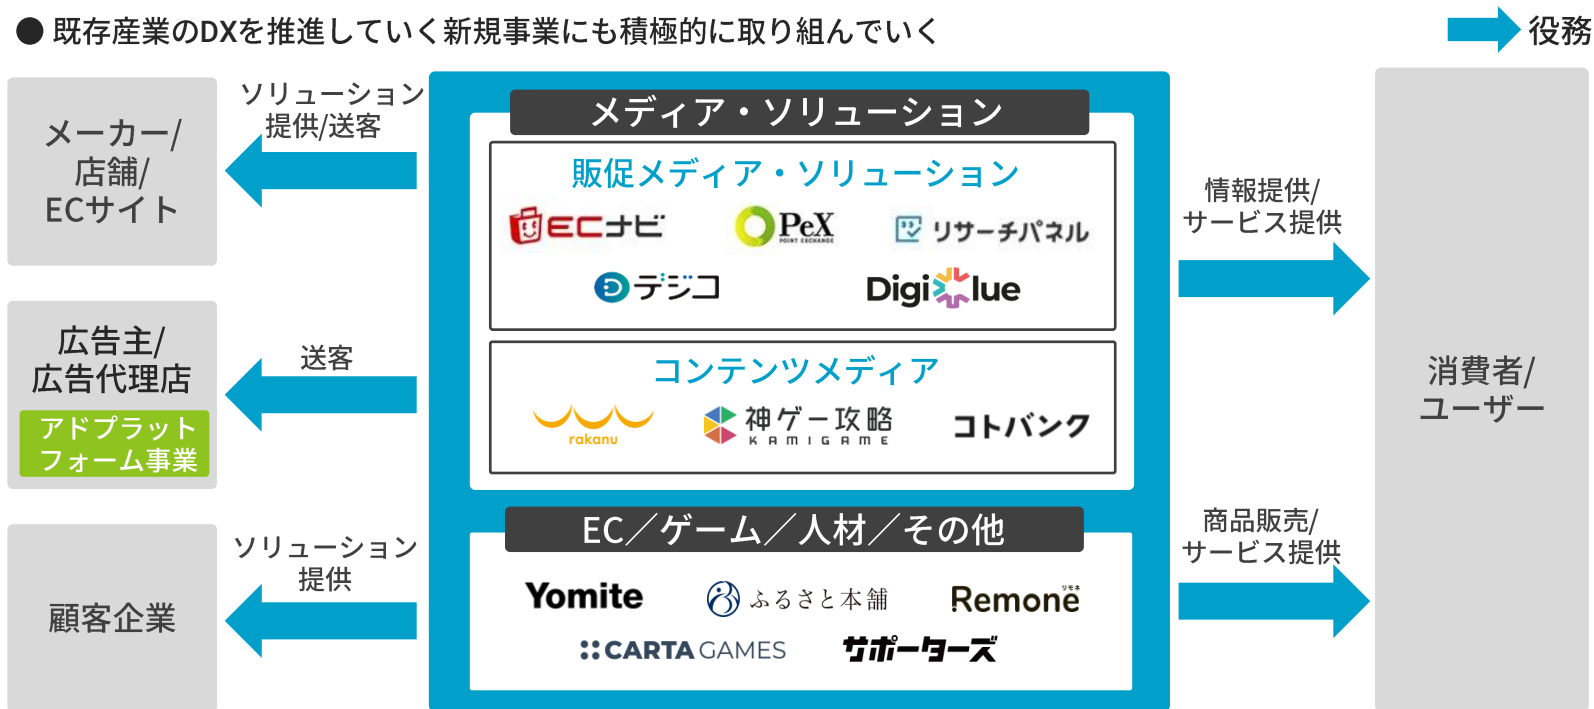 ● 既存産業のDXを推進していく新規事業にも積極的に取り組んでいく
役務
メーカー/
店舗/
ECサイト
ソリューション
提供/送客
広告主/
広告代理店
アドプラット
フォーム事業
送客
顧客企業
ソリューション
提供
メディア・ソリューション
販促メディア・ソリューション
ECナビ
PeX
POINT EXCHANGE
リサーチパネル
デジコ
DigiClue
コンテンツメディア
rakanu
神ゲー攻略
KAMIGAME
コトバンク
EC／ゲーム／人材／その他
Yomite
ふるさと本舗
リモネ
Remone
CARTA GAMES
サポーターズ
情報提供/
サービス提供
商品販売/
サービス提供
消費者/
ユーザー